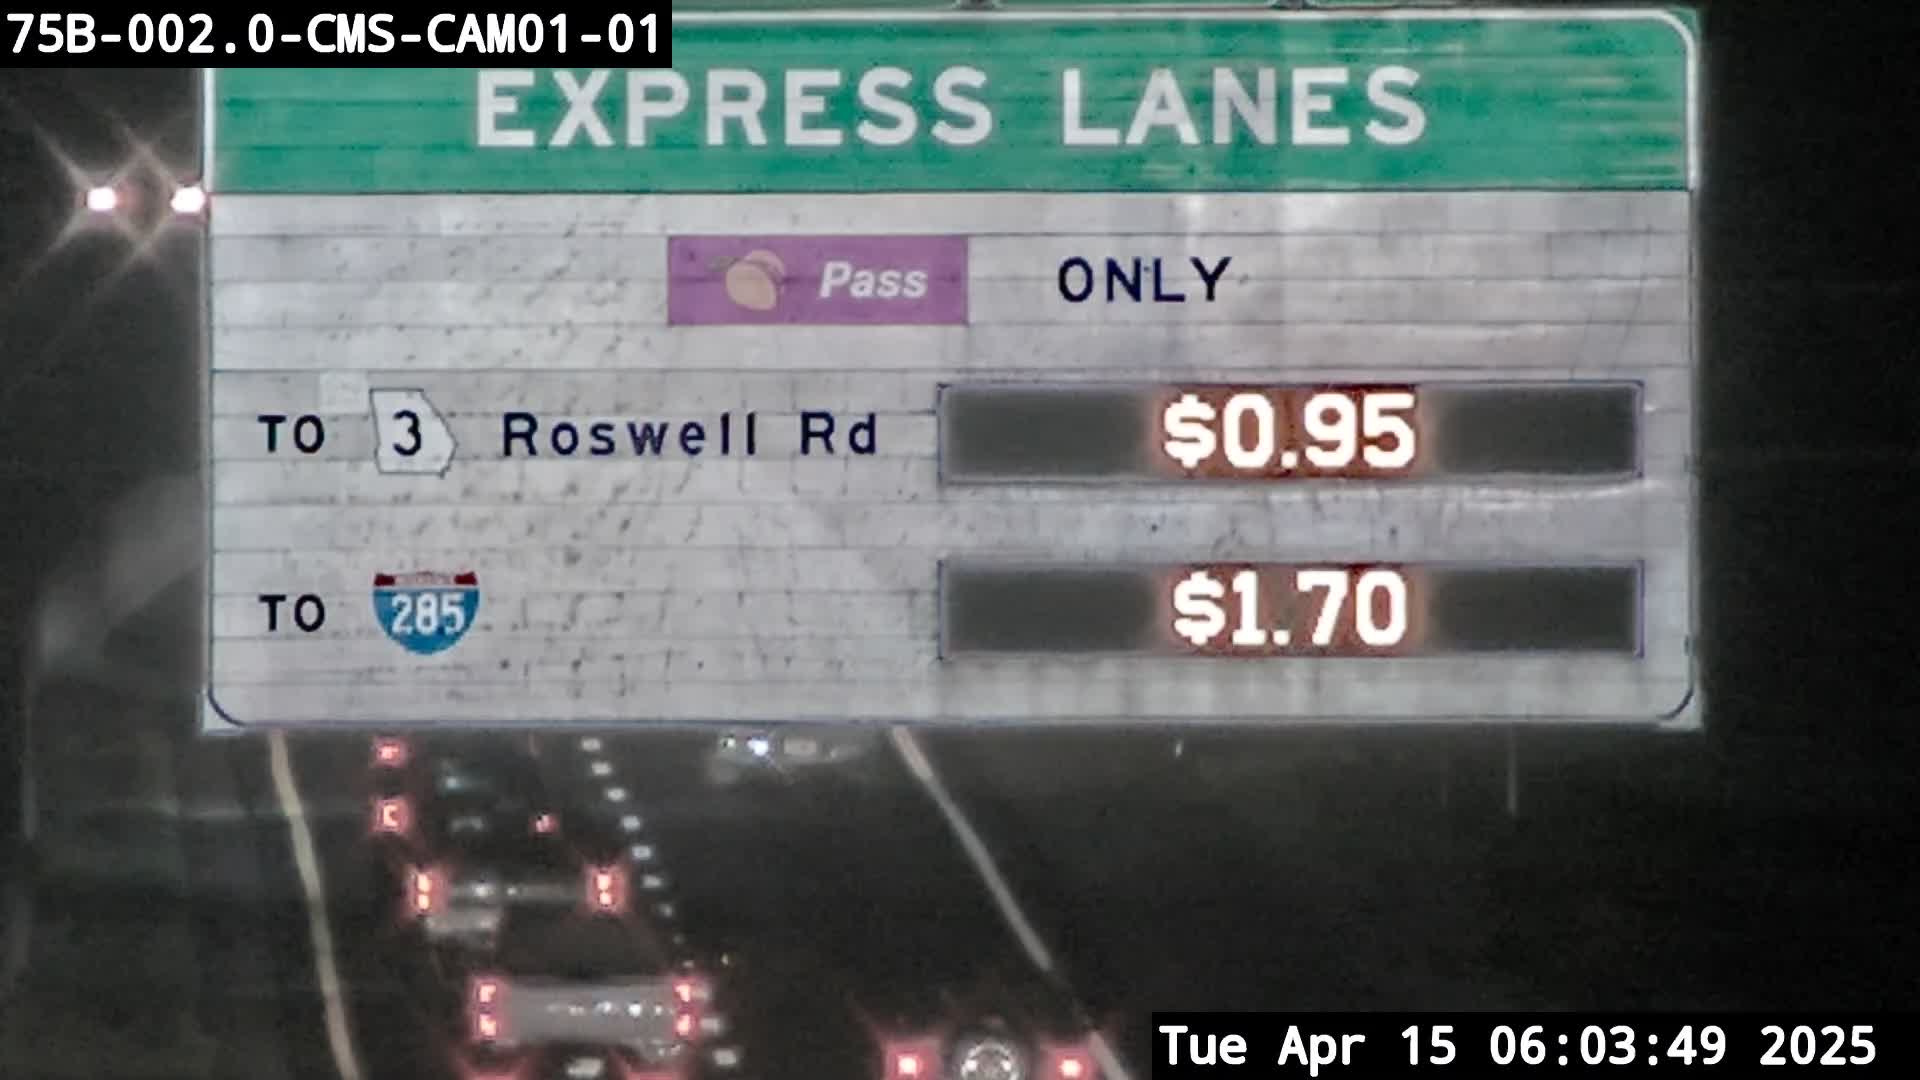 75B-002.0-CMS-CAM01-01
EXPRESS LANES
Pass ONLY
TO 3 Roswell Rd $0.95
TO 285 $1.70
Tue Apr 15 06:03:49 2025